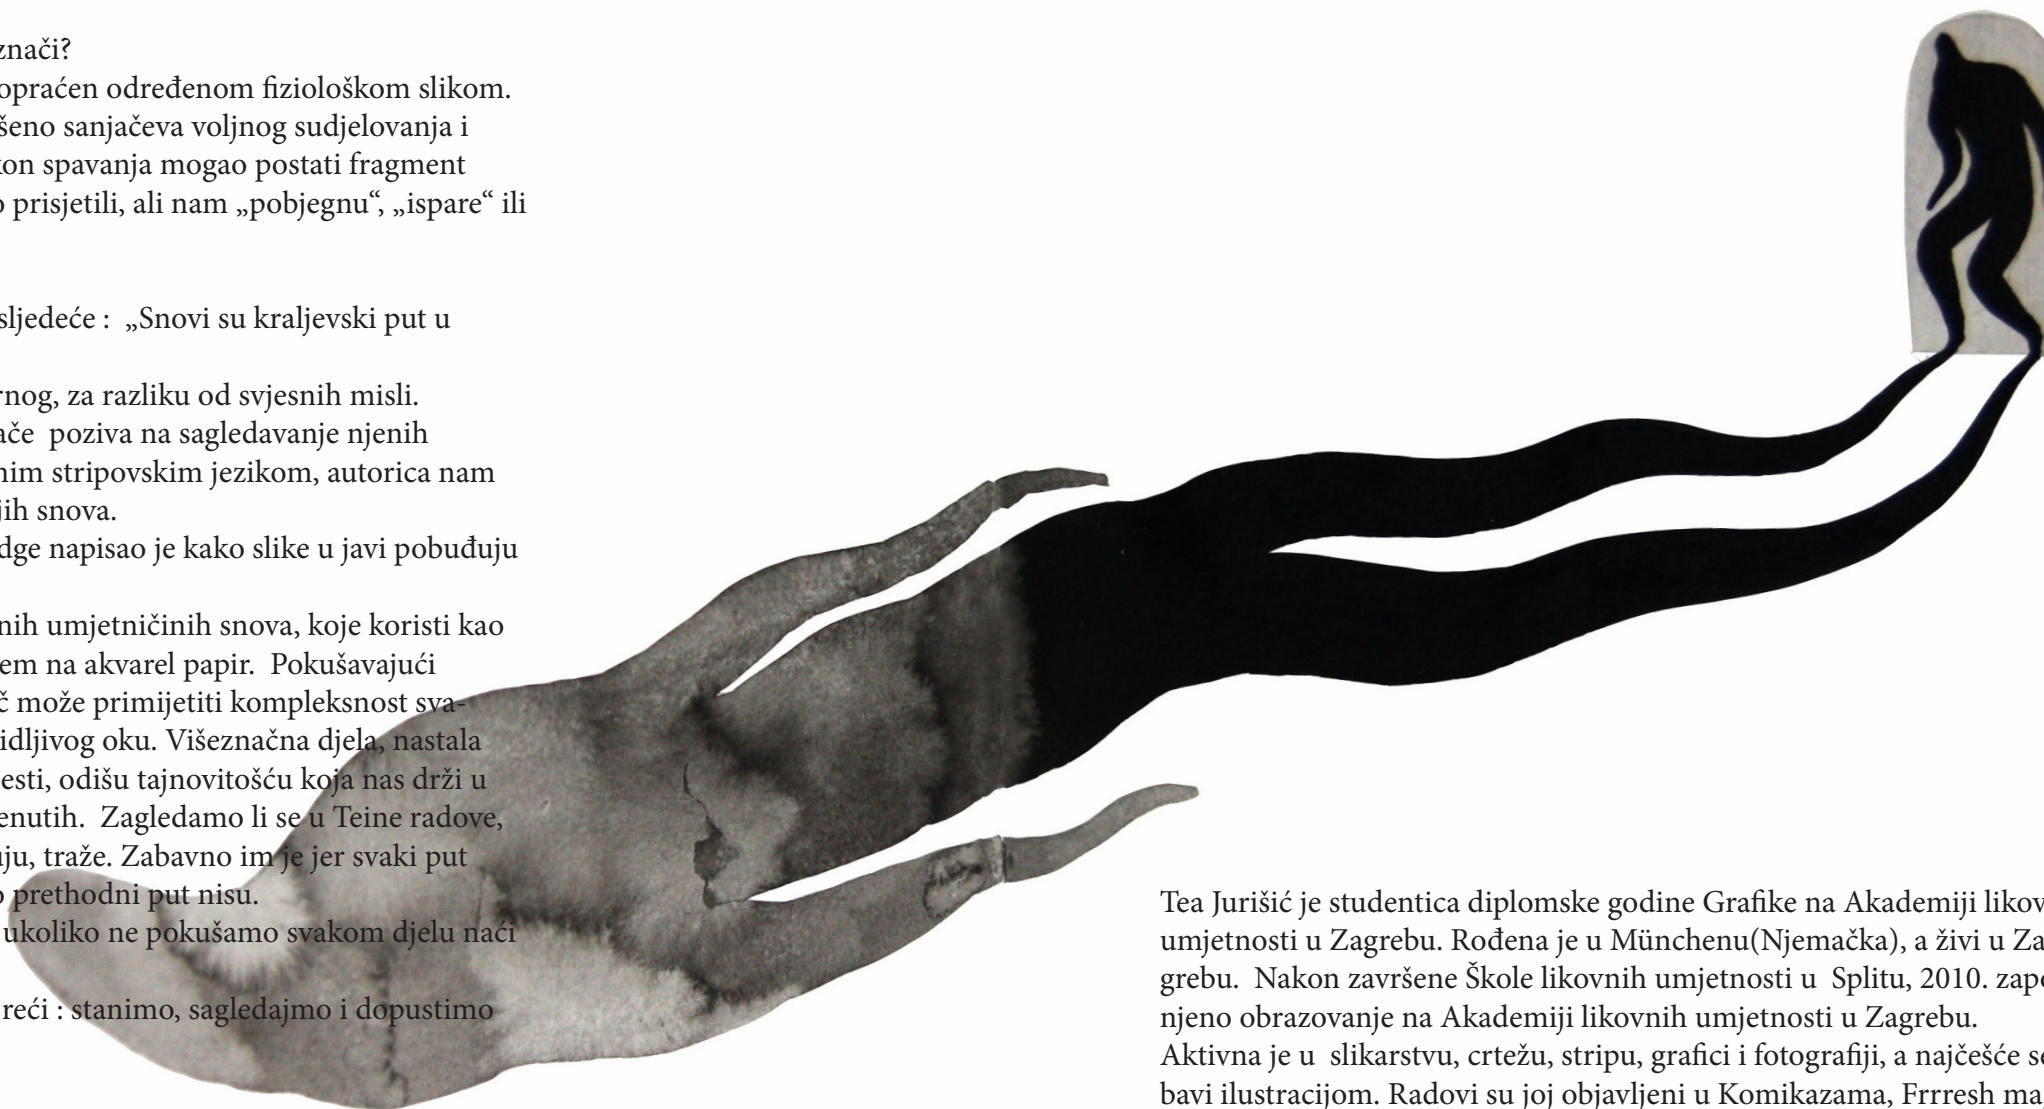 znači?
opraćen određenom fiziološkom slikom.
šeno sanjačeva voljnog sudjelovanja i
kon spavanja mogao postati fragment
o prisjetili, ali nam „pobjegnu“, „ispare“ ili
sljedeće :  „Snovi su kraljevski put u
rnog, za razliku od svjesnih misli.
ače  poziva na sagledavanje njenih
nim stripovskim jezikom, autorica nam
jih snova.
dge napisao je kako slike u javi pobuđuju
nih umjetničinih snova, koje koristi kao
em na akvarel papir.  Pokušavajući
č može primijetiti kompleksnost sva-
idljivog oku. Višeznačna djela, nastala
esti, odišu tajnovitošću koja nas drži u
enutih.  Zagledamo li se u Teine radove,
uju, traže. Zabavno im je jer svaki put
o prethodni put nisu.
ukoliko ne pokušamo svakom djelu naći
reći : stanimo, sagledajmo i dopustimo
Tea Jurišić je studentica diplomske godine Grafike na Akademiji likov
umjetnosti u Zagrebu. Rođena je u Münchenu(Njemačka), a živi u Za
grebu.  Nakon završene Škole likovnih umjetnosti u  Splitu, 2010. zapo
njeno obrazovanje na Akademiji likovnih umjetnosti u Zagrebu.
Aktivna je u  slikarstvu, crtežu, stripu, grafici i fotografiji, a najčešće se
bavi ilustracijom. Radovi su joj objavljeni u Komikazama, Frrresh ma